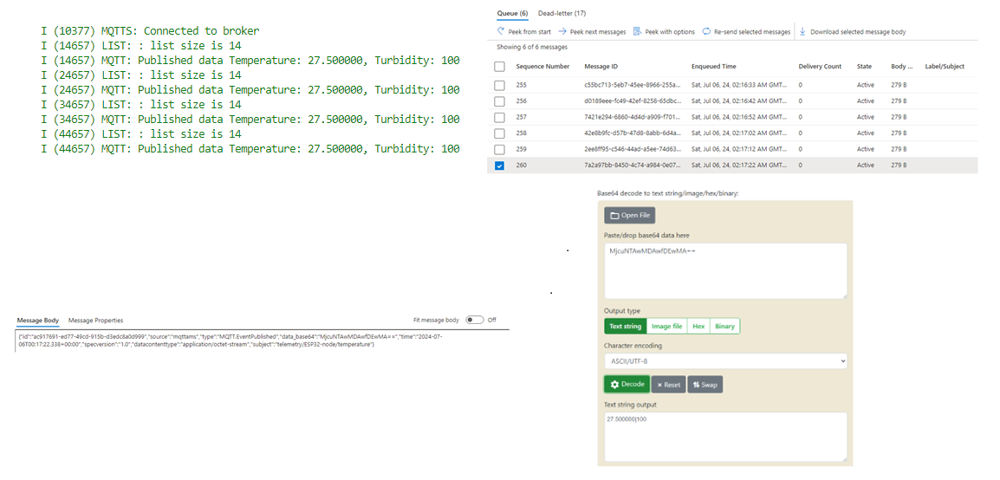 I (10377) MQTTS: Connected to broker
I (14657) LIST: : list size is 14
I (14657) MQTT: Published data Temperature: 27.500000, Turbidity: 100
I (24657) LIST: : list size is 14
I (24657) MQTT: Published data Temperature: 27.500000, Turbidity: 100
I (34657) LIST: : list size is 14
I (34657) MQTT: Published data Temperature: 27.500000, Turbidity: 100
I (44657) LIST: : list size is 14
I (44657) MQTT: Published data Temperature: 27.500000, Turbidity: 100
Queue (6) Dead-letter (17)
Peek from start Peek next messages Peek with options Re-send selected messages Download selected message body
Showing 6 of 6 messages
Sequence Number Message ID Enqueued Time Delivery Count State Body ... Label/Subject
255 c55bc713-5eb7-45ee-8966-255a... Sat, Jul 06, 24, 02:16:33 AM GMT... 0 Active 279 B
256 d0189eee-fc49-42ef-8258-65dbc... Sat, Jul 06, 24, 02:16:42 AM GMT... 0 Active 279 B
257 7421e294-6860-4d4d-a909-f701... Sat, Jul 06, 24, 02:16:52 AM GMT... 0 Active 279 B
258 42e8b9fc-d57b-47d8-8abb-6d4a... Sat, Jul 06, 24, 02:17:02 AM GMT... 0 Active 279 B
259 2ee8ff95-c546-44ad-a5ee-74d63... Sat, Jul 06, 24, 02:17:12 AM GMT... 0 Active 279 B
260 7a2a97bb-8450-4c74-a984-0e07... Sat, Jul 06, 24, 02:17:22 AM GMT... 0 Active 279 B
Base64 decode to text string/image/hex/binary:
Open File
Paste/drop base64 data here
MjcuNTAwMDAwfDEwMA==
Output type
Text string Image file Hex Binary
Character encoding
ASCII/UTF-8
Decode × Reset Swap
Text string output
27.500000|100
Message Body Message Properties Fit message body Off
{"id":"ac917691-ed77-49cd-915b-d3edc8a0d999","source":"mqttams","type":"MQTT.EventPublished","data_base64":"MjcuNTAwMDAwfDEwMA==","time":"2024-07-
06T00:17:22.338+00:00","specversion":"1.0","datacontenttype":"application/octet-stream","subject":"telemetry/ESP32-node/temperature"}